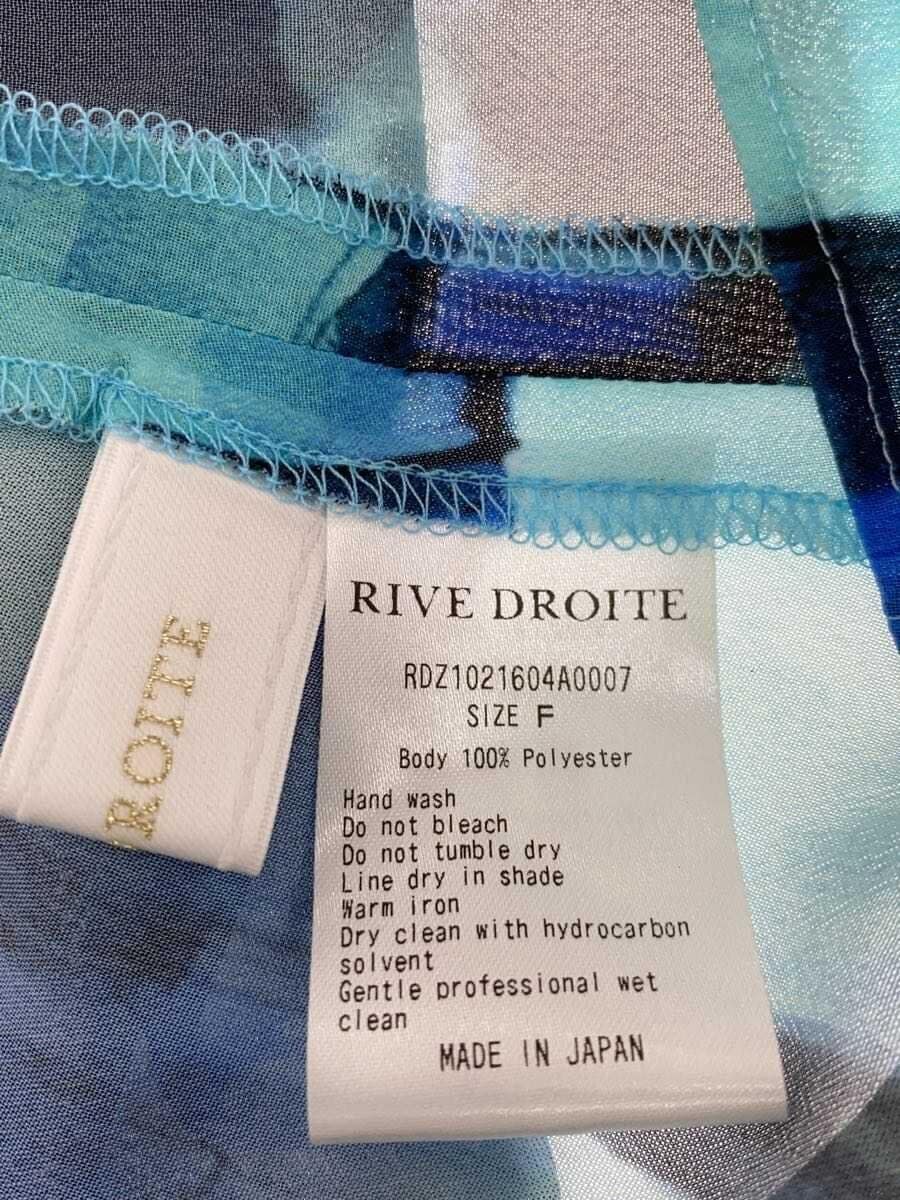 RIVE DROITE
RDZ1021604A0007
SIZE F
Body 100% Polyester
Hand wash
Do not bleach
Do not tumble dry
Line dry in shade
Warm iron
Dry clean with hydrocarbon
solvent
Gentle professional wet
clean
MADE IN JAPAN
ROITE